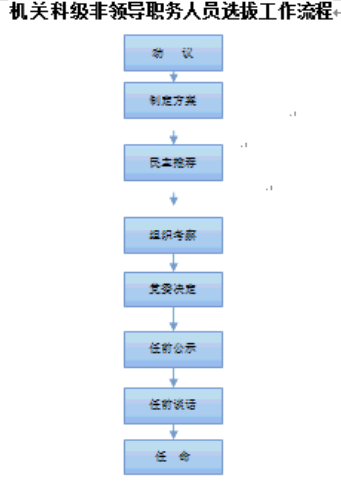 机关科级非领导职务人员选拔工作流程
动 议
制定方案
民主推荐
组织考察
党委决定
任前公示
任前谈话
任 命